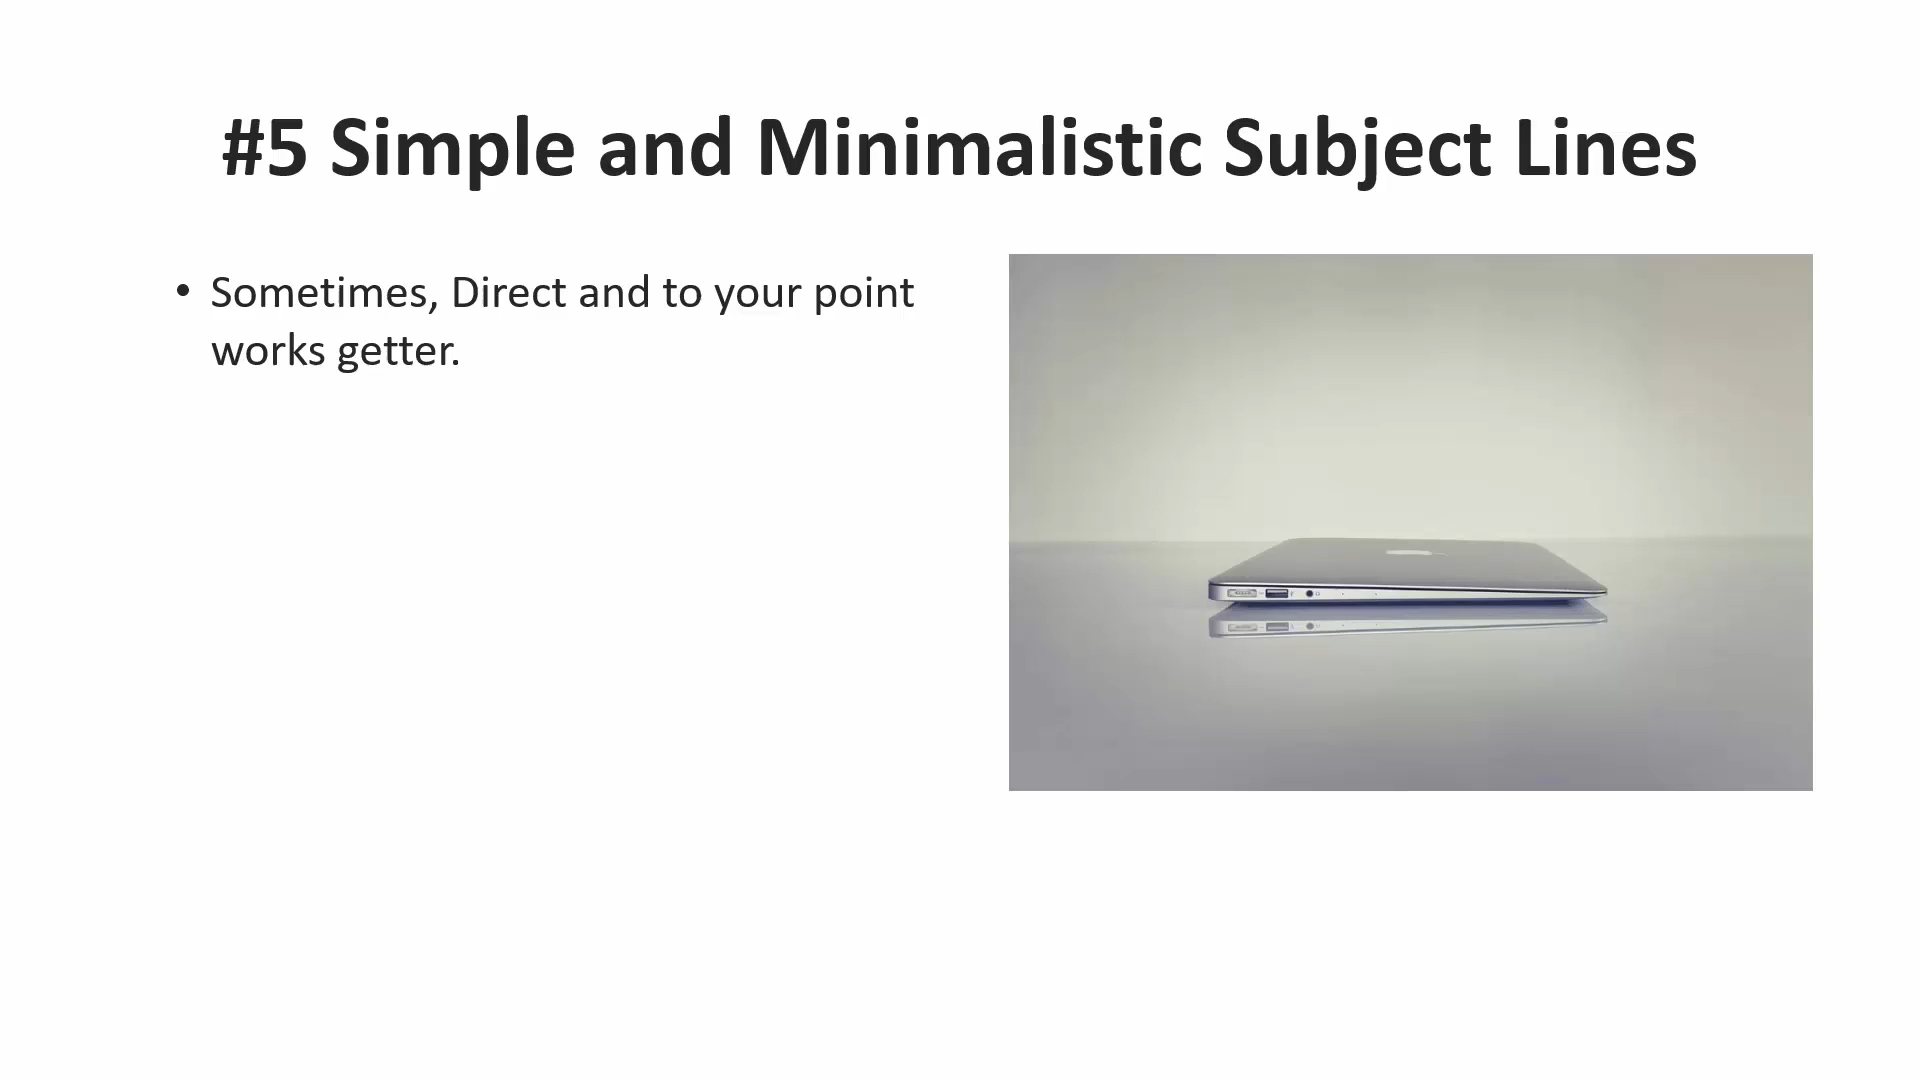 #5 Simple and Minimalistic Subject Lines
• Sometimes, Direct and to your point
works getter.